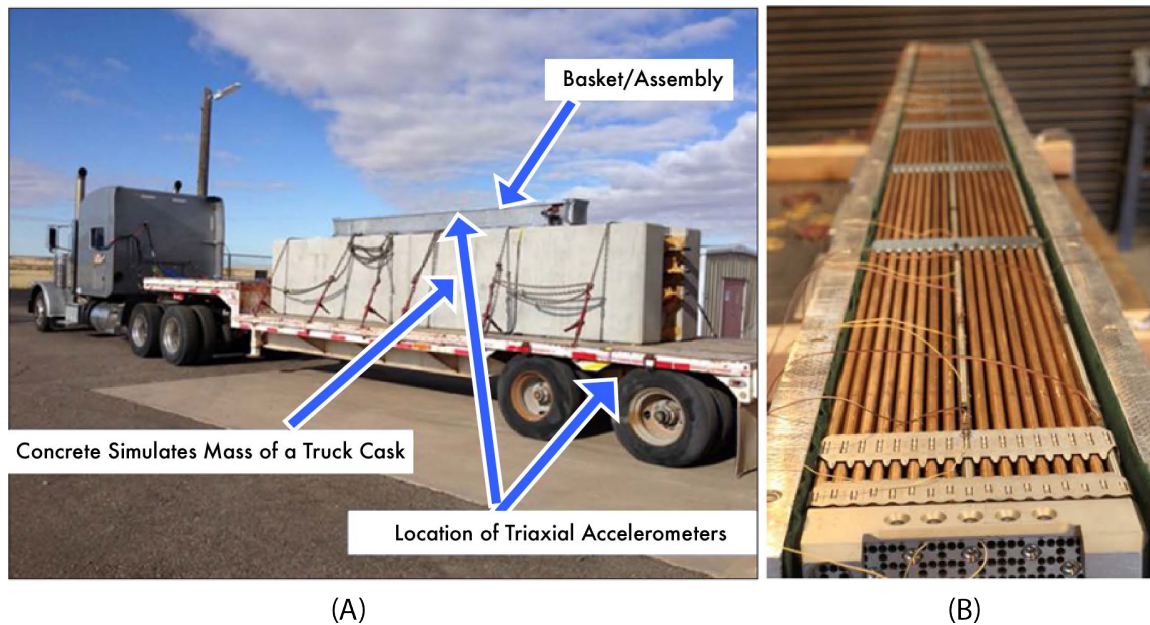 Basket/Assembly
Concrete Simulates Mass of a Truck Cask
Location of Triaxial Accelerometers
(A)
(B)